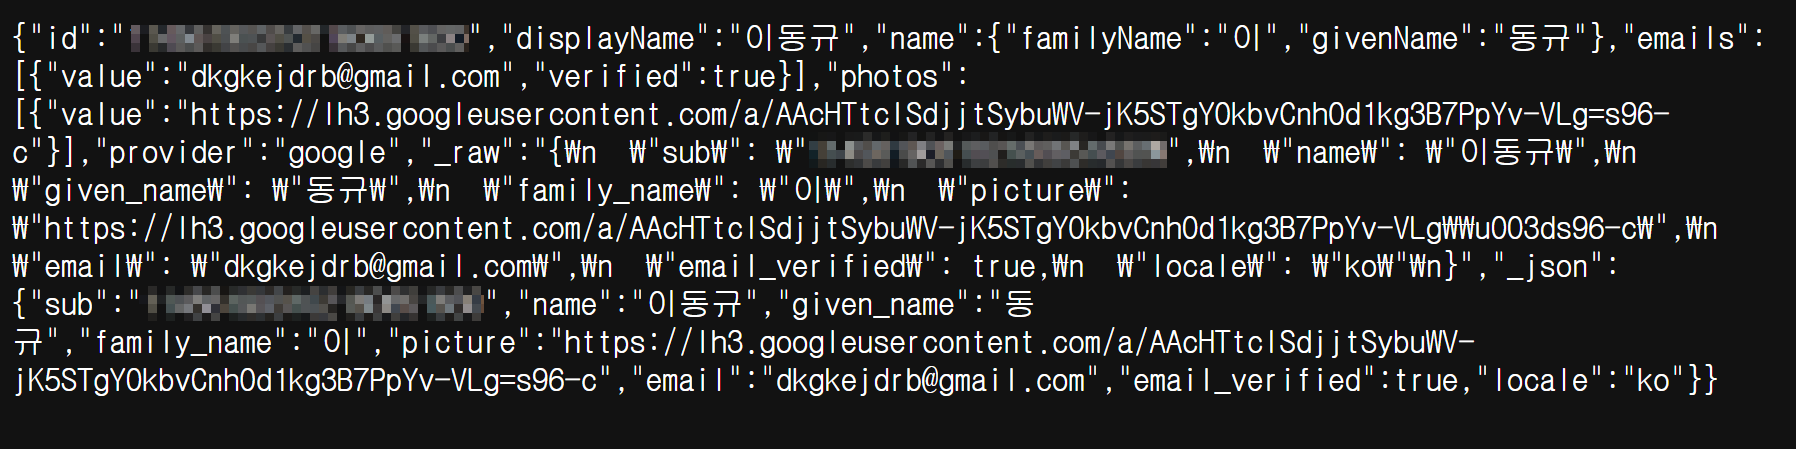 {"id":"","displayName":"이동규","name":{"familyName":"이","givenName":"동규"},"emails":
[{"value":"dkgkejdrb@gmail.com","verified":true}],"photos":
[{"value":"https://lh3.googleusercontent.com/a/AAcHTtclSdjjtSybuWV-jK5STgY0kbvCnh0d1kg3B7PpYv-VLg=s96-
c"}],"provider":"google","_raw":"{₩n  ₩"sub₩": ₩"",₩n  ₩"name₩": ₩"이동규₩",₩n
₩"given_name₩": ₩"동규₩",₩n  ₩"family_name₩": ₩"이₩",₩n  ₩"picture₩":
₩"https://lh3.googleusercontent.com/a/AAcHTtclSdjjtSybuWV-jK5STgY0kbvCnh0d1kg3B7PpYv-VLg₩₩u003ds96-c₩",₩n
₩"email₩": ₩"dkgkejdrb@gmail.com₩",₩n  ₩"email_verified₩": true,₩n  ₩"locale₩": ₩"ko₩"₩n}","_json":
{"sub":"","name":"이동규","given_name":"동
규","family_name":"이","picture":"https://lh3.googleusercontent.com/a/AAcHTtclSdjjtSybuWV-
jK5STgY0kbvCnh0d1kg3B7PpYv-VLg=s96-c","email":"dkgkejdrb@gmail.com","email_verified":true,"locale":"ko"}}